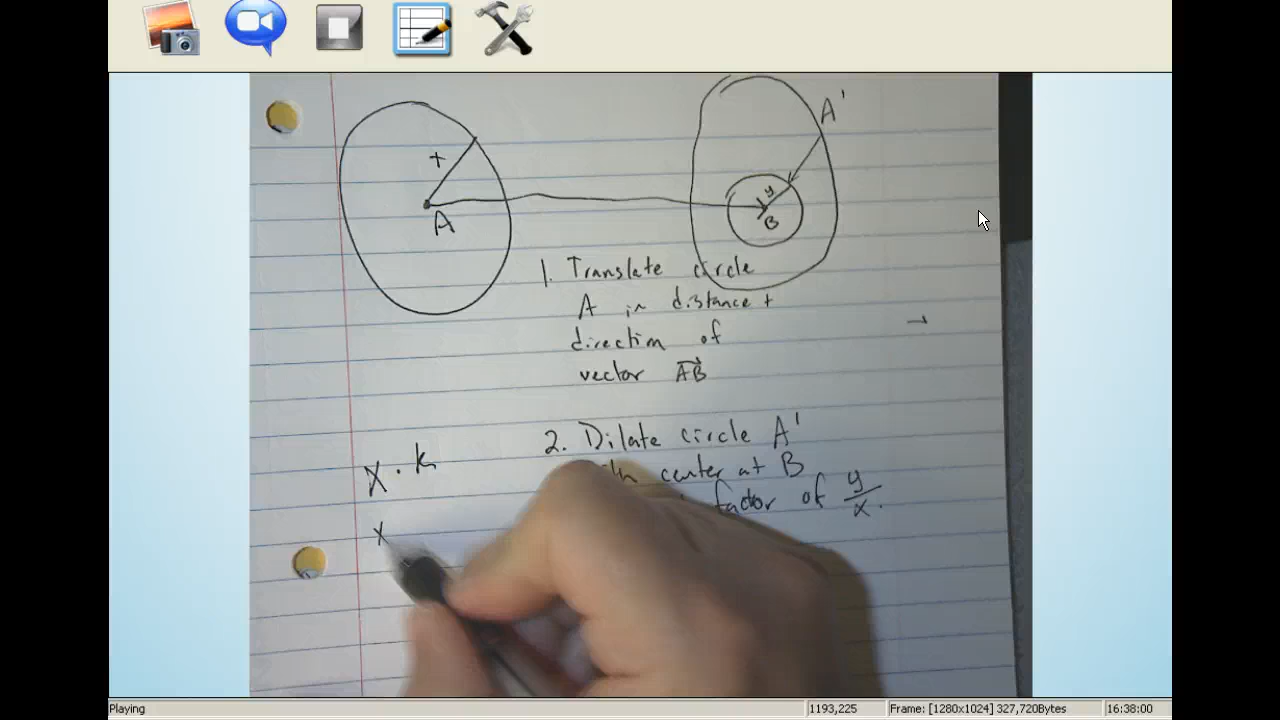 A'
x
y
A
B
1. Translate circle
A in distance +
direction of
vector AB
2. Dilate circle A'
center at B
factor of y/x.
x · k
x
Playing
1193,225
Frame: [1280x1024] 327,720Bytes
16:38:00